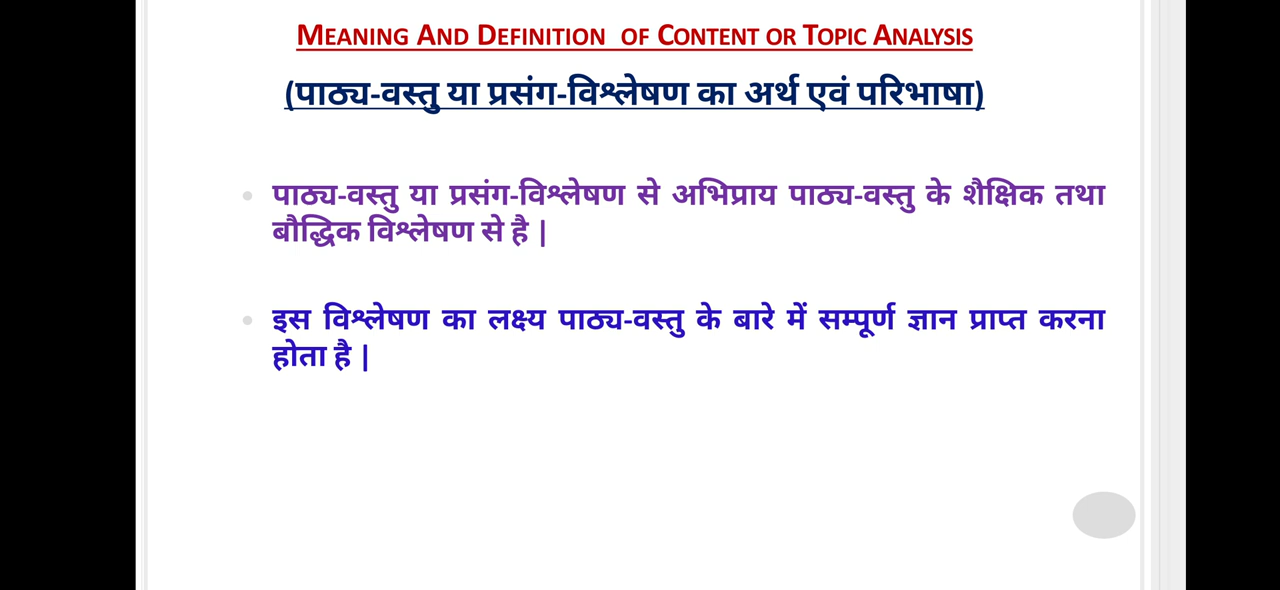 MEANING AND DEFINITION OF CONTENT OR TOPIC ANALYSIS
(पाठ्य-वस्तु या प्रसंग-विश्लेषण का अर्थ एवं परिभाषा)
पाठ्य-वस्तु या प्रसंग-विश्लेषण से अभिप्राय पाठ्य-वस्तु के शैक्षिक तथा
बौद्धिक विश्लेषण से है |
इस विश्लेषण का लक्ष्य पाठ्य-वस्तु के बारे में सम्पूर्ण ज्ञान प्राप्त करना
होता है |